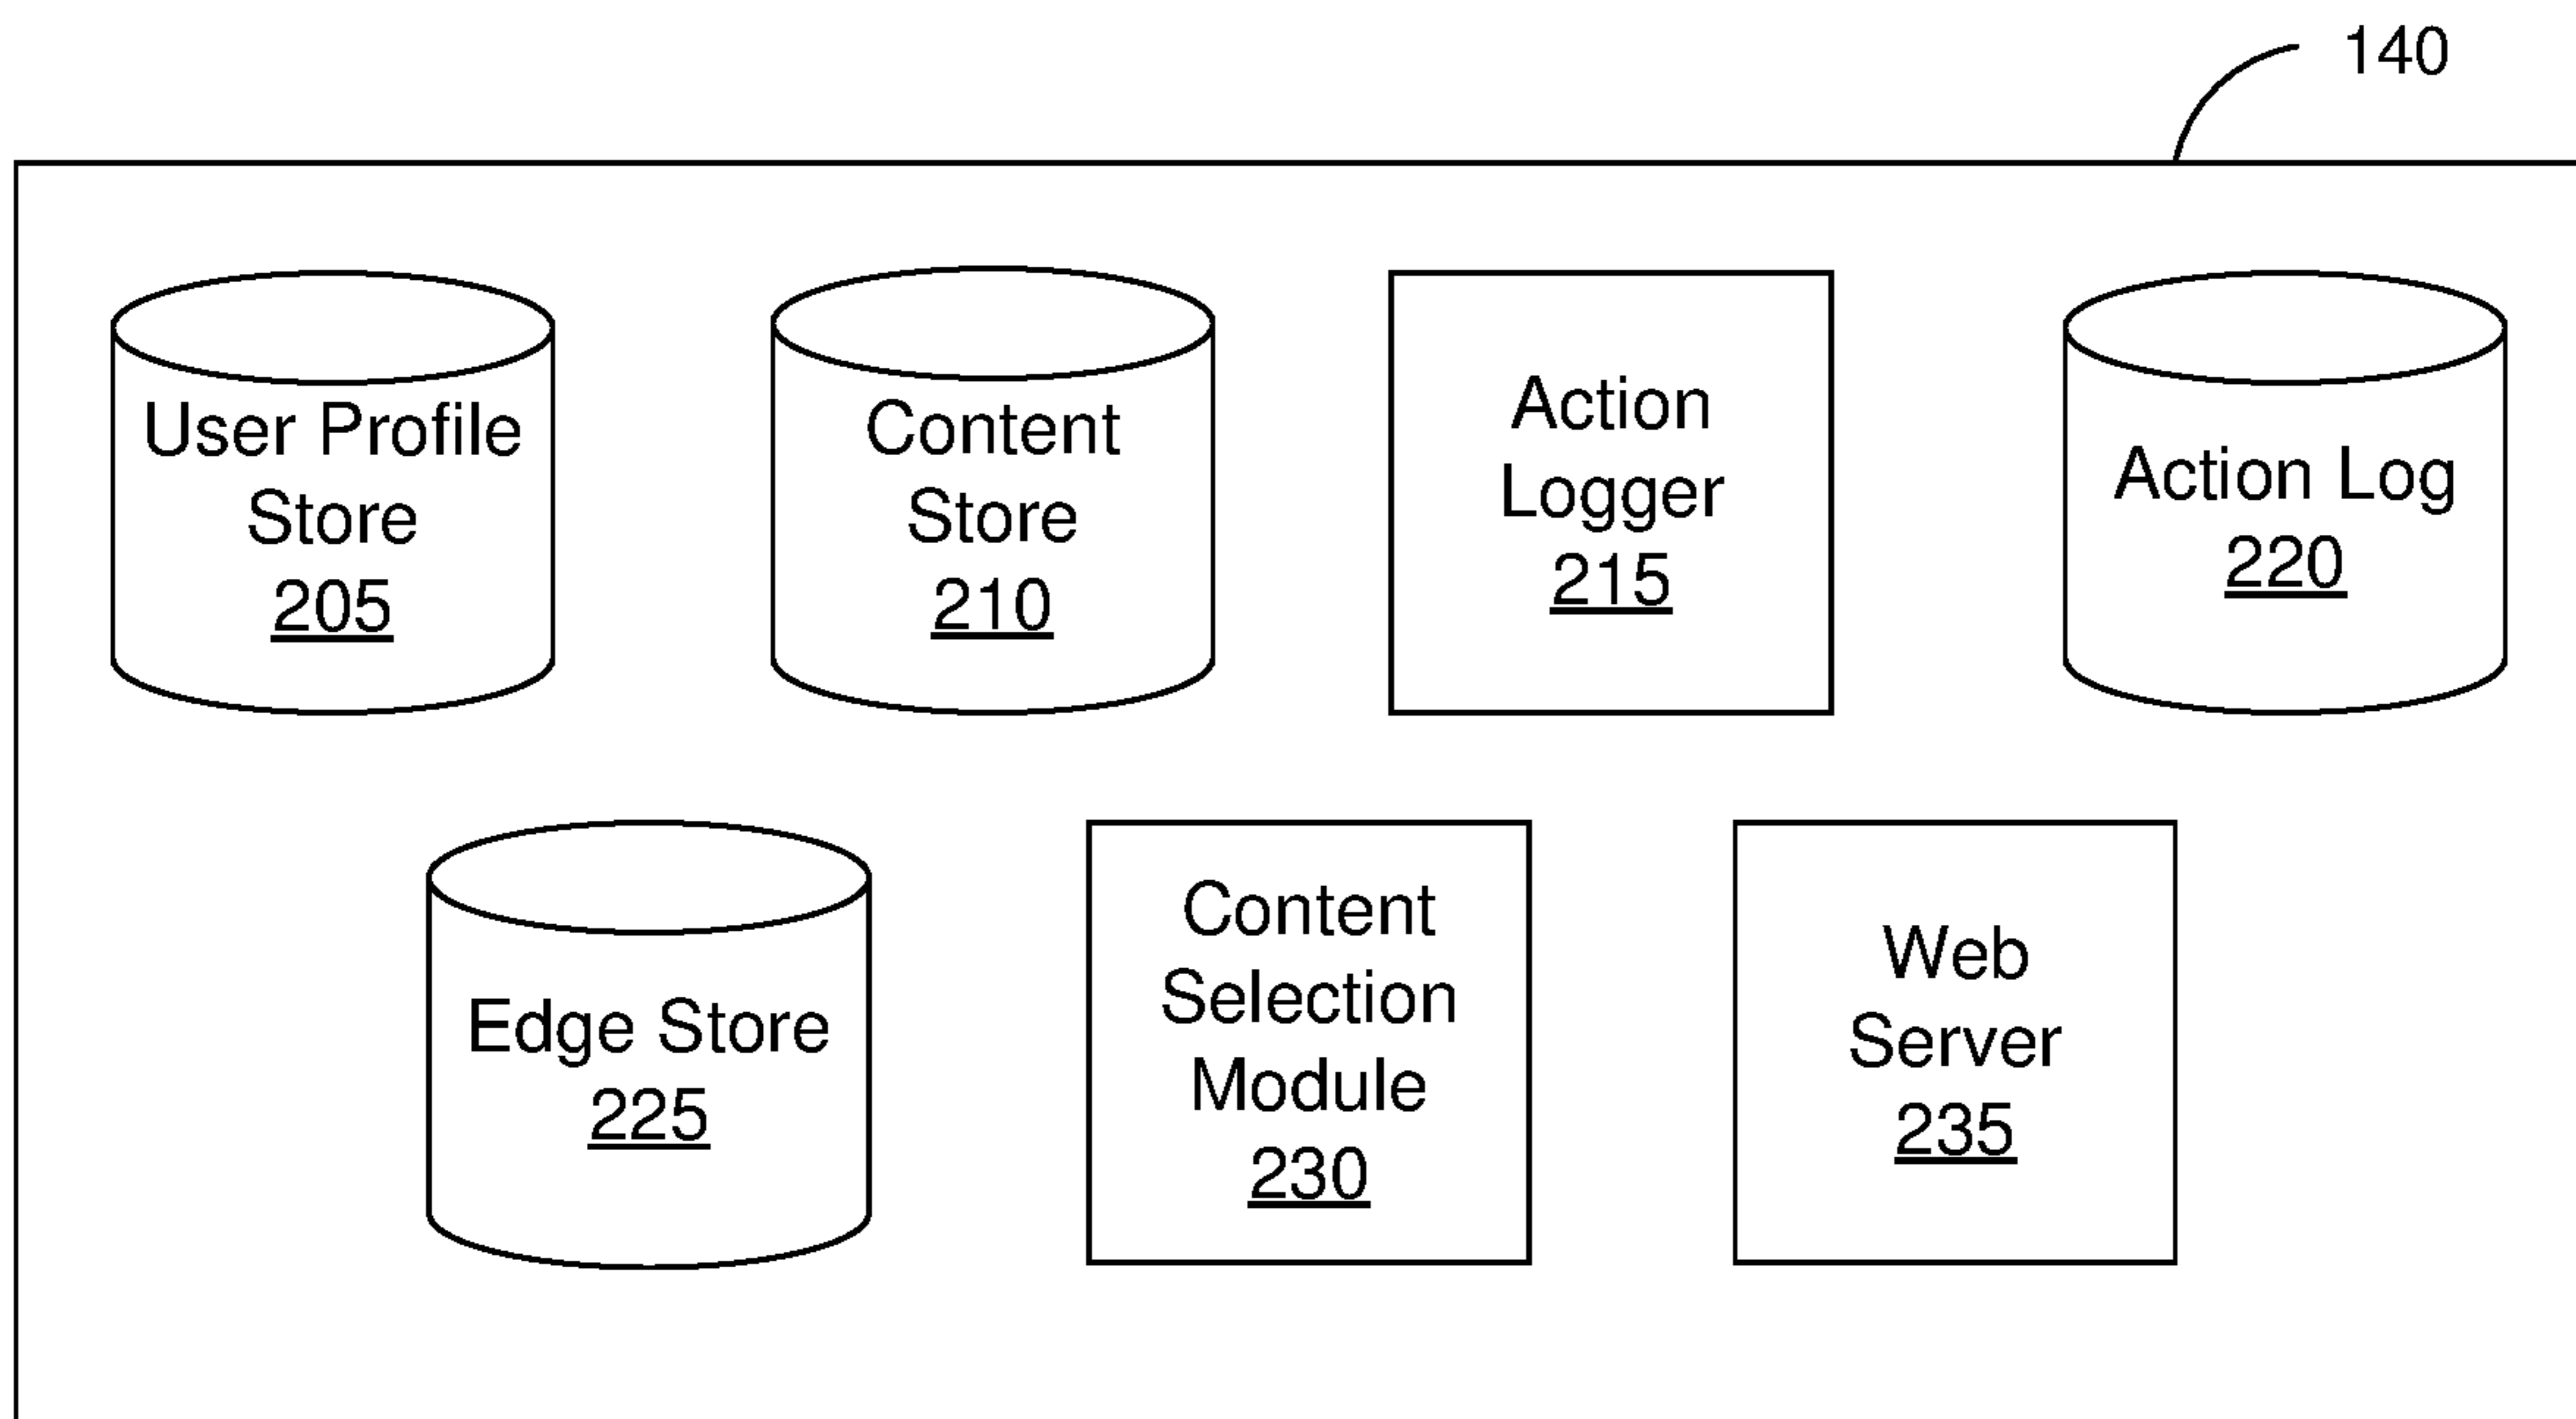 140
User Profile
Store
205
Content
Store
210
Action
Logger
215
Action Log
220
Edge Store
225
Content
Selection
Module
230
Web
Server
235